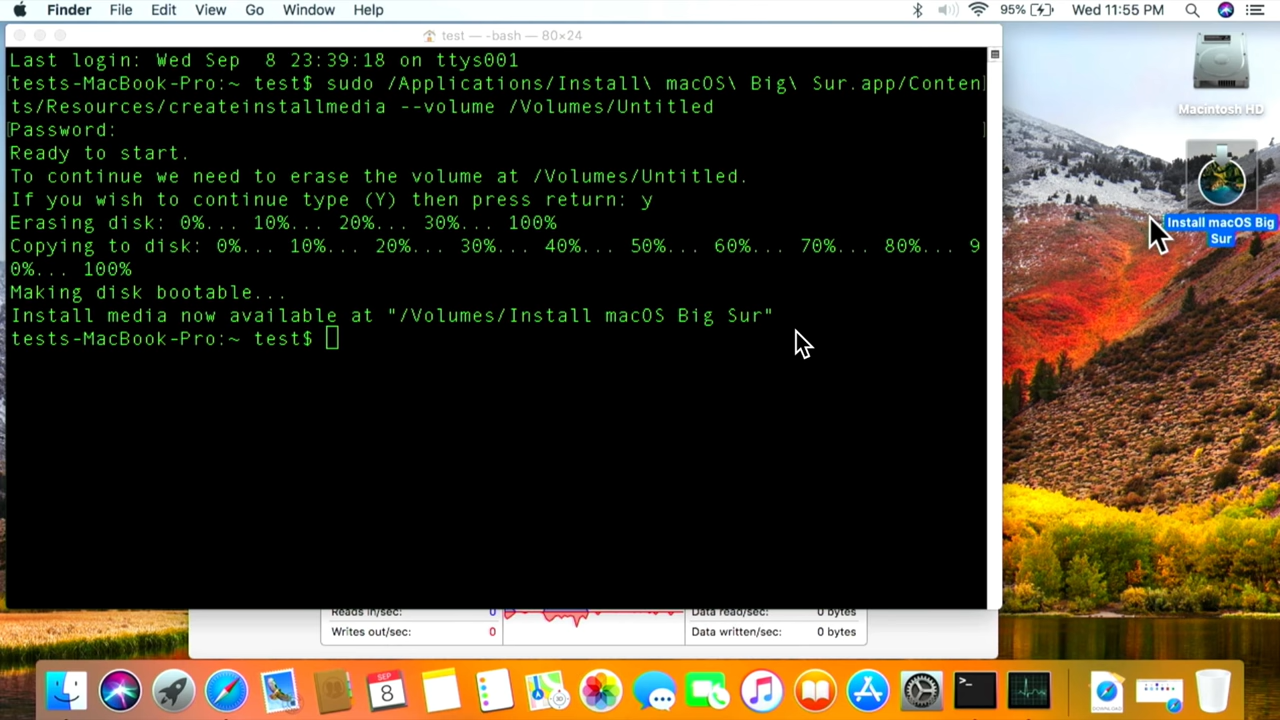 Finder File Edit View Go Window Help 95% Wed 11:55 PM
test — -bash — 80×24
Last login: Wed Sep  8 23:39:18 on ttys001
[tests-MacBook-Pro:~ test$ sudo /Applications/Install\ macOS\ Big\ Sur.app/Conten]
ts/Resources/createinstallmedia --volume /Volumes/Untitled
[Password: ]
Ready to start.
To continue we need to erase the volume at /Volumes/Untitled.
If you wish to continue type (Y) then press return: y
Erasing disk: 0%... 10%... 20%... 30%... 100%
Copying to disk: 0%... 10%... 20%... 30%... 40%... 50%... 60%... 70%... 80%... 9
0%... 100%
Making disk bootable...
Install media now available at "/Volumes/Install macOS Big Sur"
tests-MacBook-Pro:~ test$
Macintosh HD
Install macOS Big
Sur
Reads in/sec: 0 Data read/sec: 0 bytes
Writes out/sec: 0 Data written/sec: 0 bytes
SEP
8